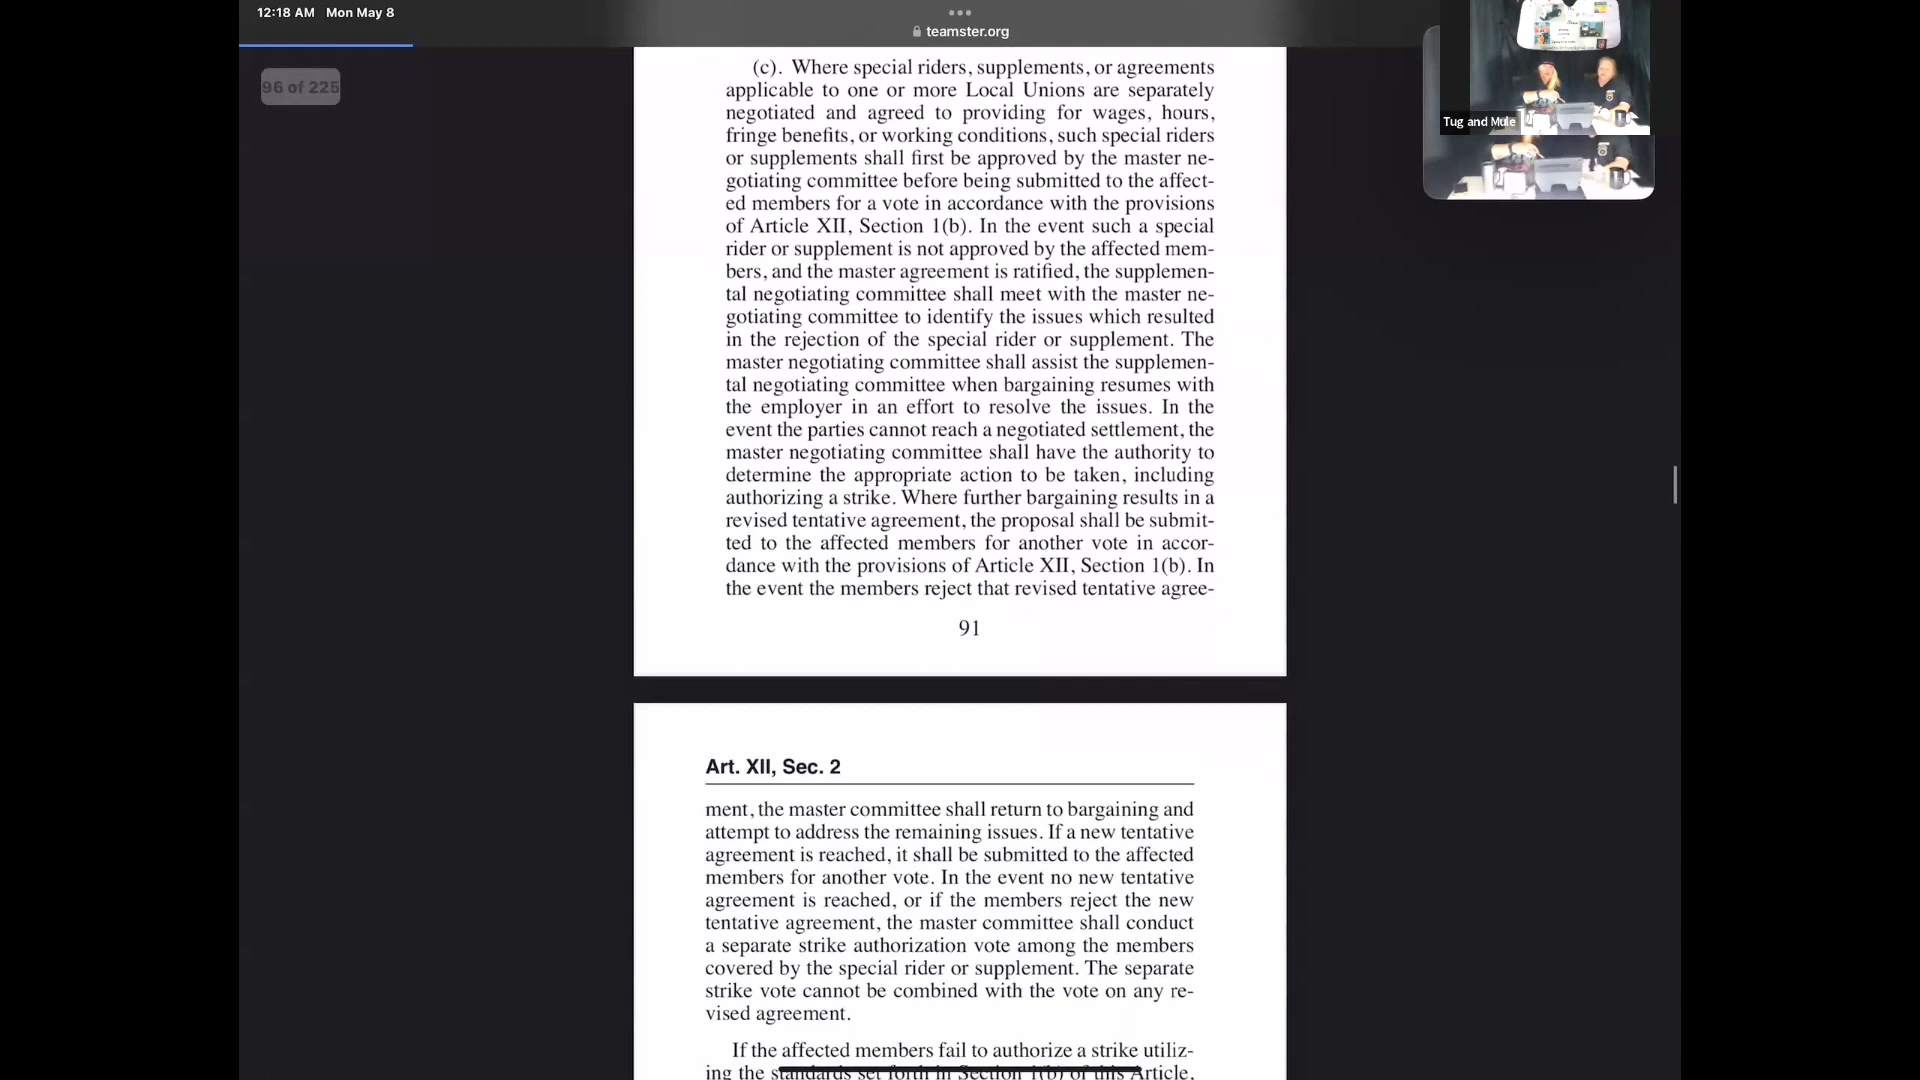 12:18 AM Mon May 8
teamster.org
96 of 225
Tug and Mule
(c). Where special riders, supplements, or agreements
applicable to one or more Local Unions are separately
negotiated and agreed to providing for wages, hours,
fringe benefits, or working conditions, such special riders
or supplements shall first be approved by the master ne-
gotiating committee before being submitted to the affect-
ed members for a vote in accordance with the provisions
of Article XII, Section 1(b). In the event such a special
rider or supplement is not approved by the affected mem-
bers, and the master agreement is ratified, the supplemen-
tal negotiating committee shall meet with the master ne-
gotiating committee to identify the issues which resulted
in the rejection of the special rider or supplement. The
master negotiating committee shall assist the supplemen-
tal negotiating committee when bargaining resumes with
the employer in an effort to resolve the issues. In the
event the parties cannot reach a negotiated settlement, the
master negotiating committee shall have the authority to
determine the appropriate action to be taken, including
authorizing a strike. Where further bargaining results in a
revised tentative agreement, the proposal shall be submit-
ted to the affected members for another vote in accor-
dance with the provisions of Article XII, Section 1(b). In
the event the members reject that revised tentative agree-
91
Art. XII, Sec. 2
ment, the master committee shall return to bargaining and
attempt to address the remaining issues. If a new tentative
agreement is reached, it shall be submitted to the affected
members for another vote. In the event no new tentative
agreement is reached, or if the members reject the new
tentative agreement, the master committee shall conduct
a separate strike authorization vote among the members
covered by the special rider or supplement. The separate
strike vote cannot be combined with the vote on any re-
vised agreement.
If the affected members fail to authorize a strike utiliz-
ing the standards set forth in Section 1(b) of this Article,